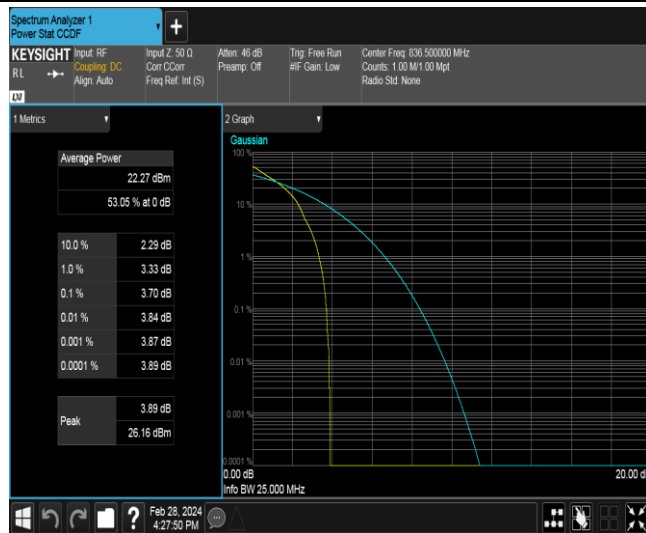 Spectrum Analyzer 1
Power Stat CCDF
KEYSIGHT
RL
Input: RF
Coupling: DC
Align: Auto
Input Z: 50 Ω
Corr CCorr
Freq Ref: Int (S)
Atten: 46 dB
Preamp: Off
Trig: Free Run
#IF Gain: Low
Center Freq: 836.500000 MHz
Counts: 1.00 M/1.00 Mpt
Radio Std: None
1 Metrics
Average Power
22.27 dBm
53.05 % at 0 dB
10.0 % 2.29 dB
1.0 % 3.33 dB
0.1 % 3.70 dB
0.01 % 3.84 dB
0.001 % 3.87 dB
0.0001 % 3.89 dB
Peak
3.89 dB
26.16 dBm
2 Graph
Gaussian
100 %
10 %
1 %
0.1 %
0.01 %
0.001 %
0.0001 %
0.00 dB
20.00 d
Info BW 25.000 MHz
?
Feb 28, 2024
4:27:50 PM